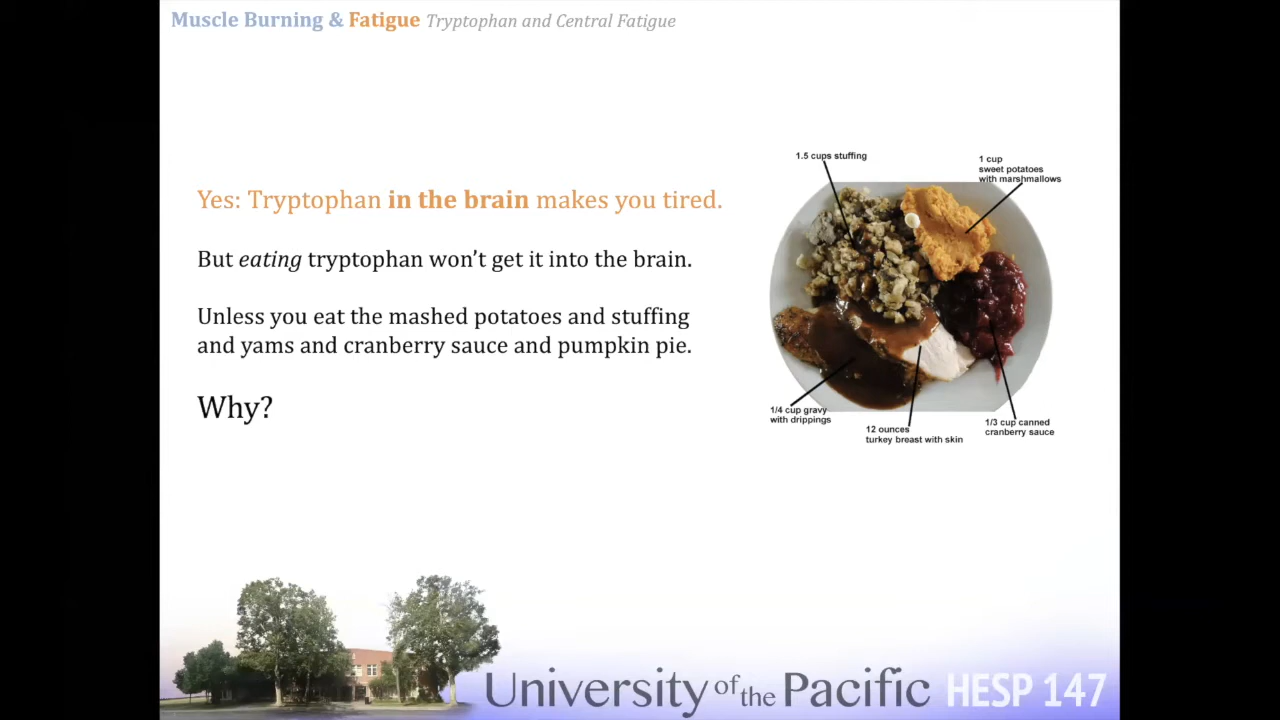 Muscle Burning & Fatigue Tryptophan and Central Fatigue
Yes: Tryptophan in the brain makes you tired.
But eating tryptophan won't get it into the brain.
Unless you eat the mashed potatoes and stuffing
and yams and cranberry sauce and pumpkin pie.
Why?
1.5 cups stuffing
1 cup
sweet potatoes
with marshmallows
1/4 cup gravy
with drippings
12 ounces
turkey breast with skin
1/3 cup canned
cranberry sauce
University of the Pacific HESP 147